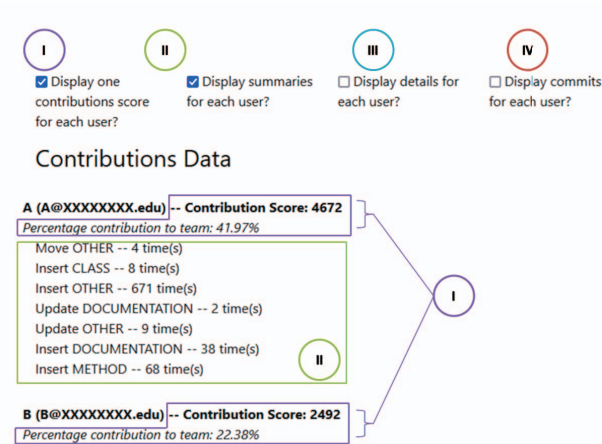 I II III IV
Display one Display summaries Display details for Display commits
contributions score for each user? each user? for each user?
for each user?
Contributions Data
A (A@XXXXXXXX.edu) -- Contribution Score: 4672
Percentage contribution to team: 41.97%
Move OTHER -- 4 time(s)
Insert CLASS -- 8 time(s)
Insert OTHER -- 671 time(s)
Update DOCUMENTATION -- 2 time(s)
I
Update OTHER -- 9 time(s)
Insert DOCUMENTATION -- 38 time(s)
II
Insert METHOD -- 68 time(s)
B (B@XXXXXXXX.edu) -- Contribution Score: 2492
Percentage contribution to team: 22.38%